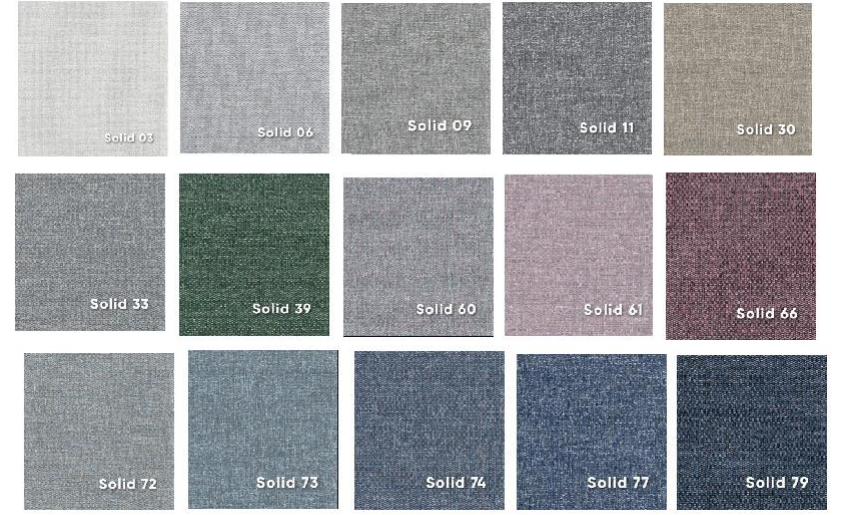 Solid 03
Solid 06
Solid 09
Solid 11
Solid 30
Solid 33
Solid 39
Solid 60
Solid 61
Solid 66
Solid 72
Solid 73
Solid 74
Solid 77
Solid 79